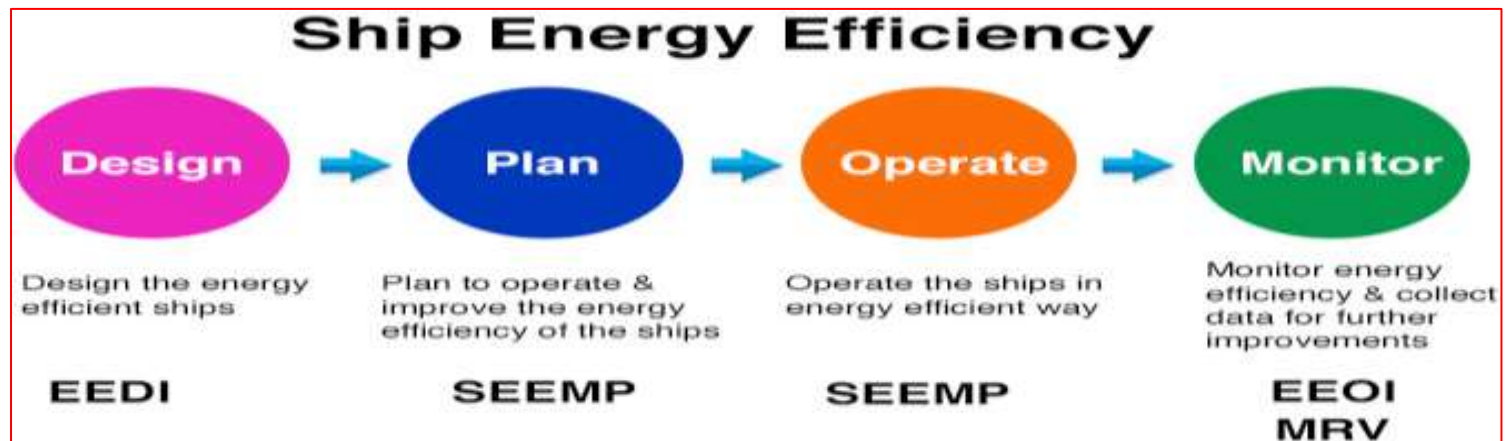 Ship Energy Efficiency
Design
Plan
Operate
Monitor
Design the energy
efficient ships
Plan to operate &
improve the energy
efficiency of the ships
Operate the ships in
energy efficient way
Monitor energy
efficiency & collect
data for further
improvements
EEDI
SEEMP
SEEMP
EEOI
MRV